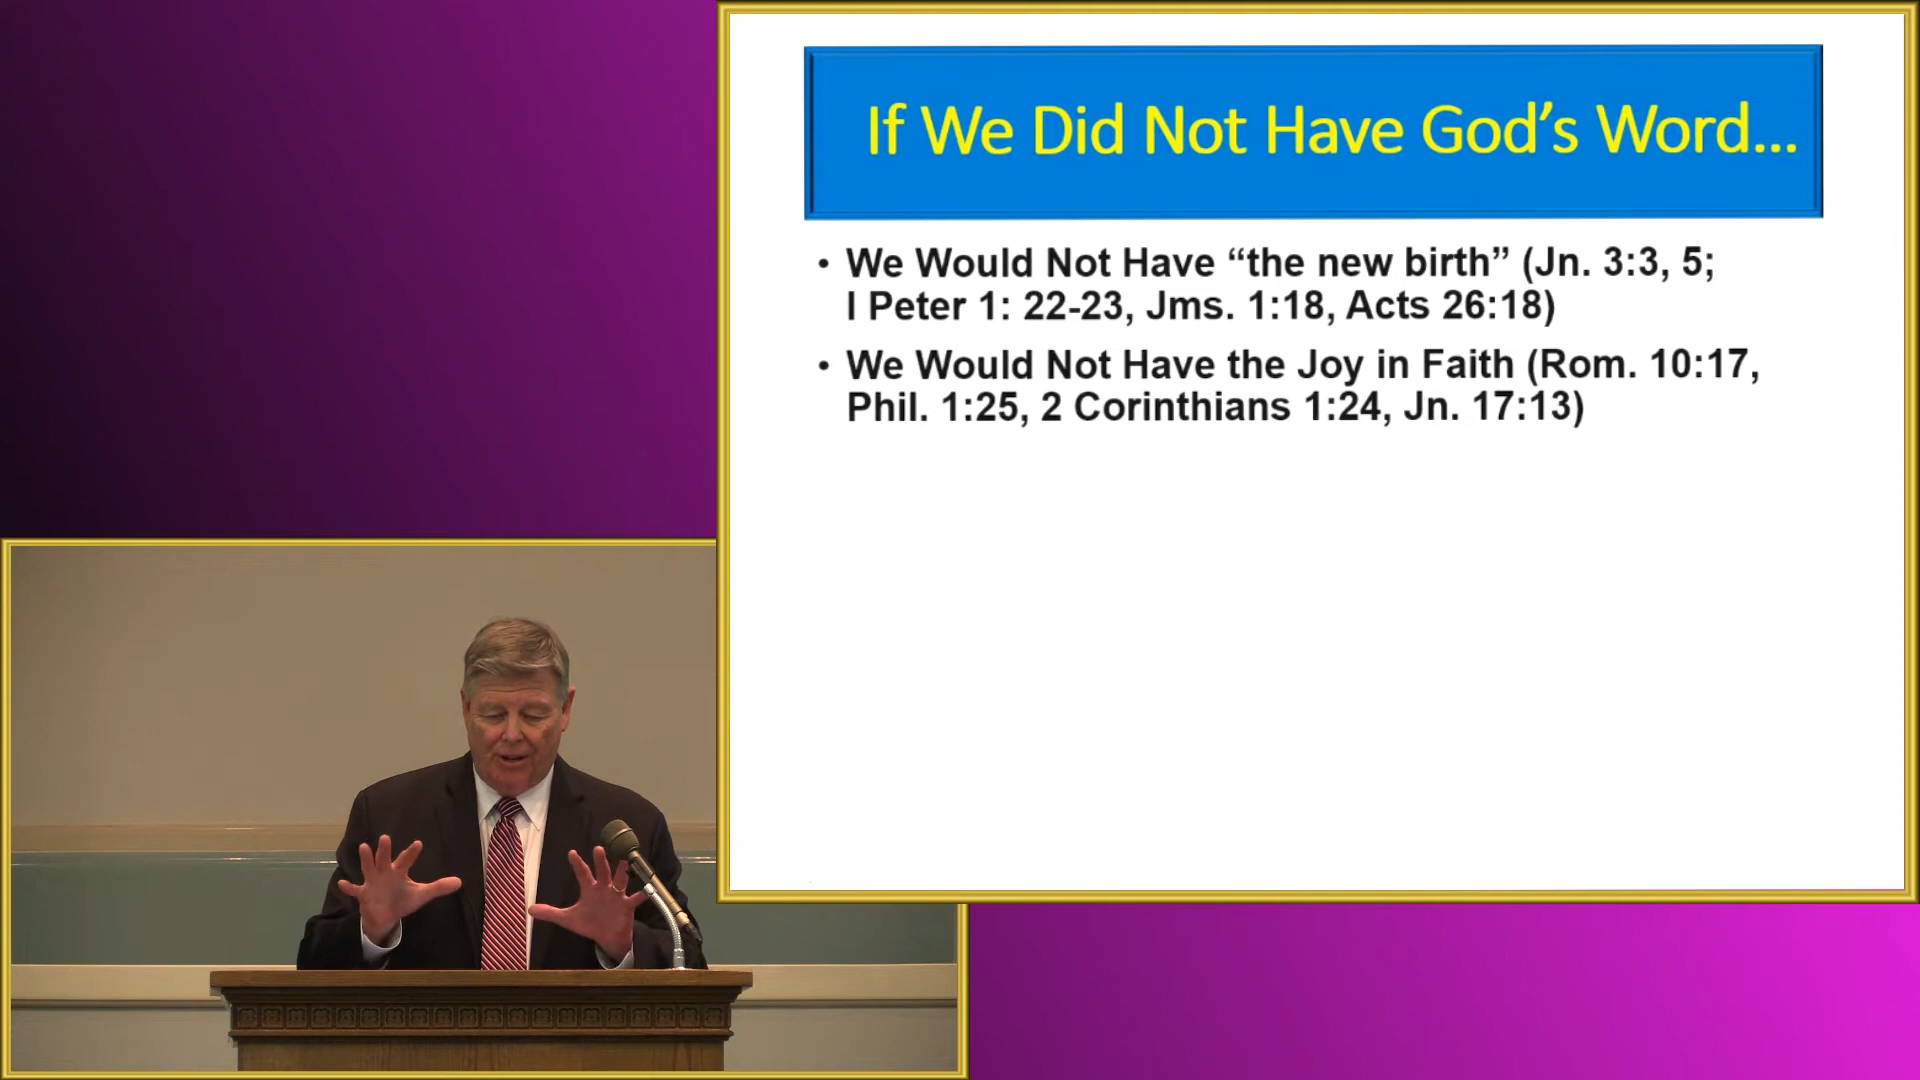 If We Did Not Have God’s Word...
• We Would Not Have “the new birth” (Jn. 3:3, 5;
I Peter 1: 22-23, Jms. 1:18, Acts 26:18)
• We Would Not Have the Joy in Faith (Rom. 10:17,
Phil. 1:25, 2 Corinthians 1:24, Jn. 17:13)